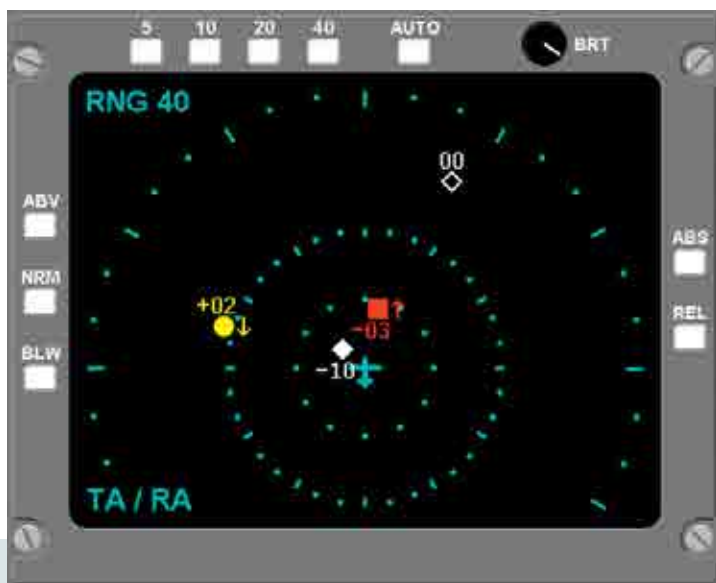 5 10 20 40 AUTO
BRT
RNG 40
00
ABV
ABS
NRM
+02
↓
?
-03
REL
BLW
-10
TA / RA